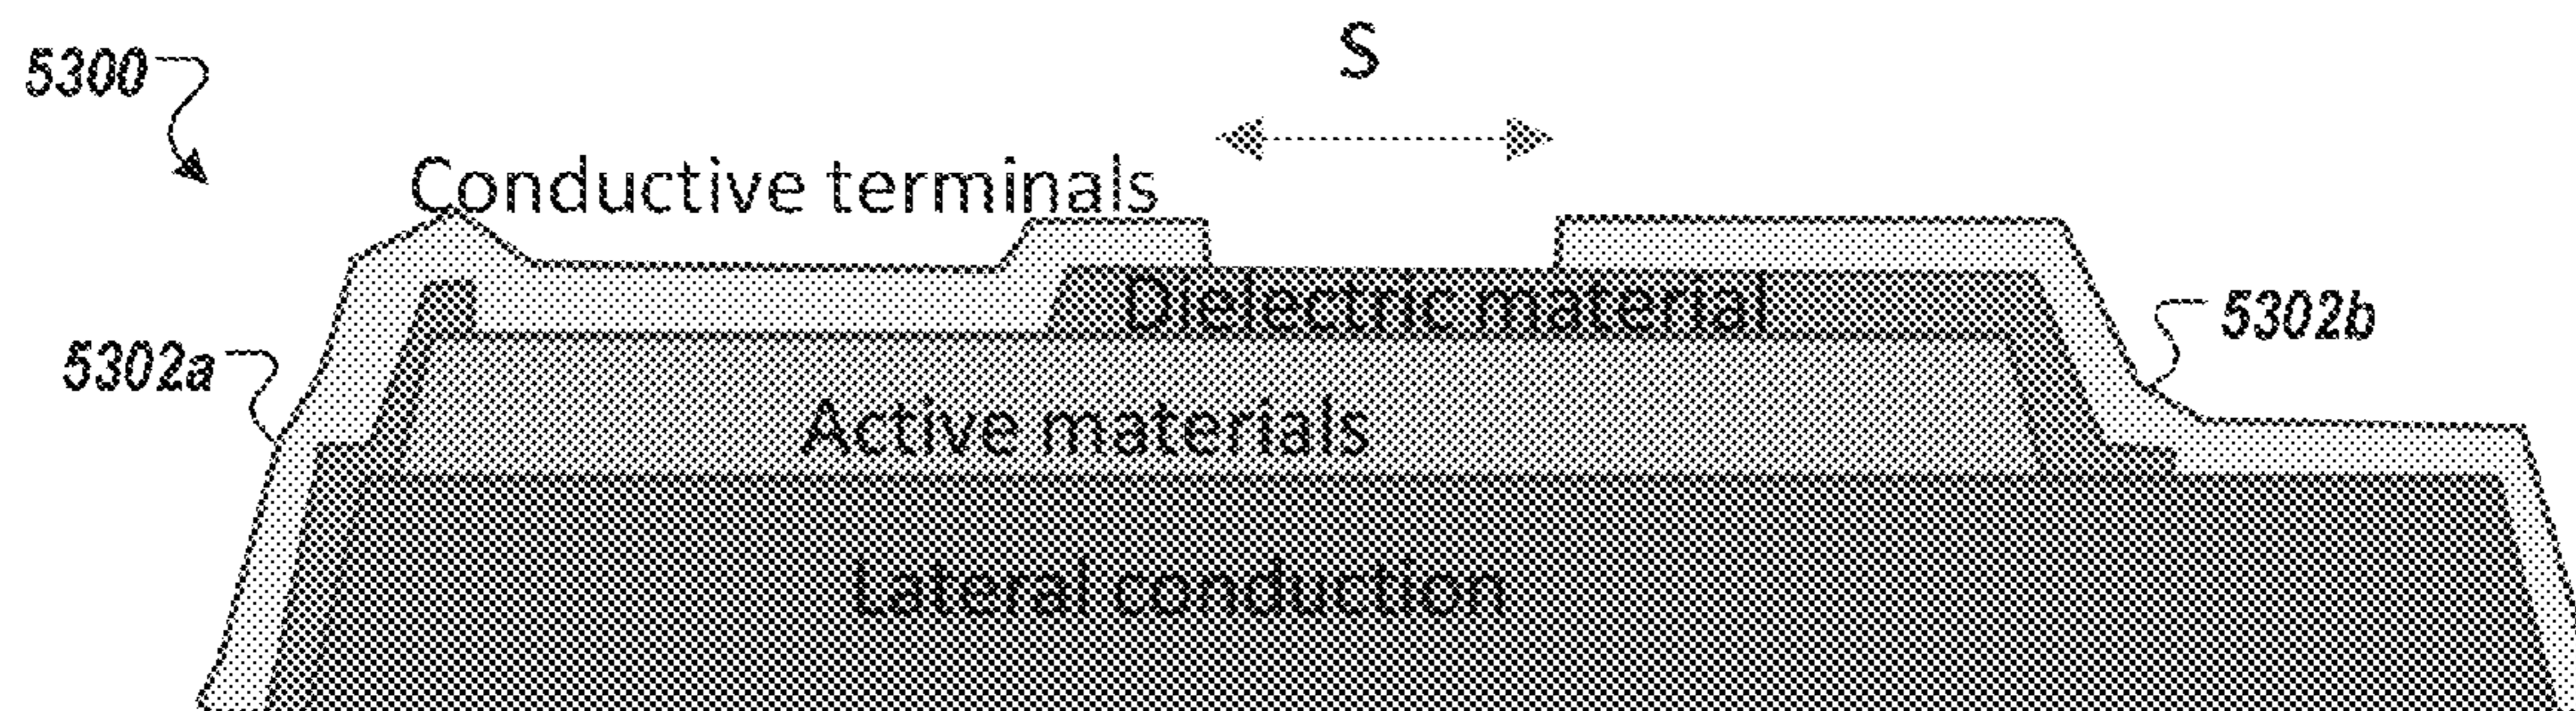 S
5300
Conductive terminals
Dielectric material
5302b
5302a
Active materials
Lateral conduction